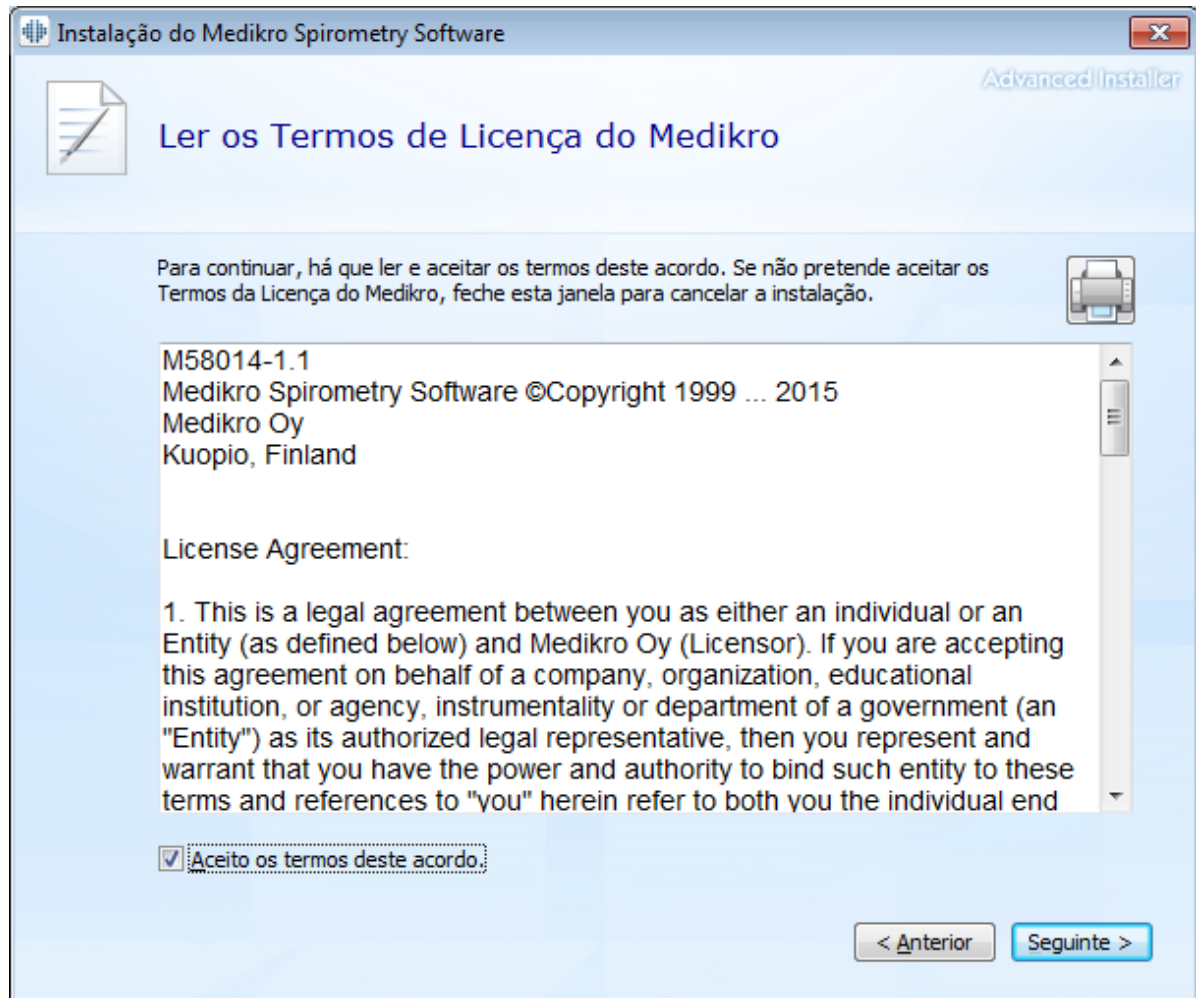 Instalação do Medikro Spirometry Software
Advanced Installer
Ler os Termos de Licença do Medikro
Para continuar, há que ler e aceitar os termos deste acordo. Se não pretende aceitar os
Termos da Licença do Medikro, feche esta janela para cancelar a instalação.
M58014-1.1
Medikro Spirometry Software ©Copyright 1999 ... 2015
Medikro Oy
Kuopio, Finland
License Agreement:
1. This is a legal agreement between you as either an individual or an
Entity (as defined below) and Medikro Oy (Licensor). If you are accepting
this agreement on behalf of a company, organization, educational
institution, or agency, instrumentality or department of a government (an
"Entity") as its authorized legal representative, then you represent and
warrant that you have the power and authority to bind such entity to these
terms and references to "you" herein refer to both you the individual end
Aceito os termos deste acordo.
< Anterior
Seguinte >